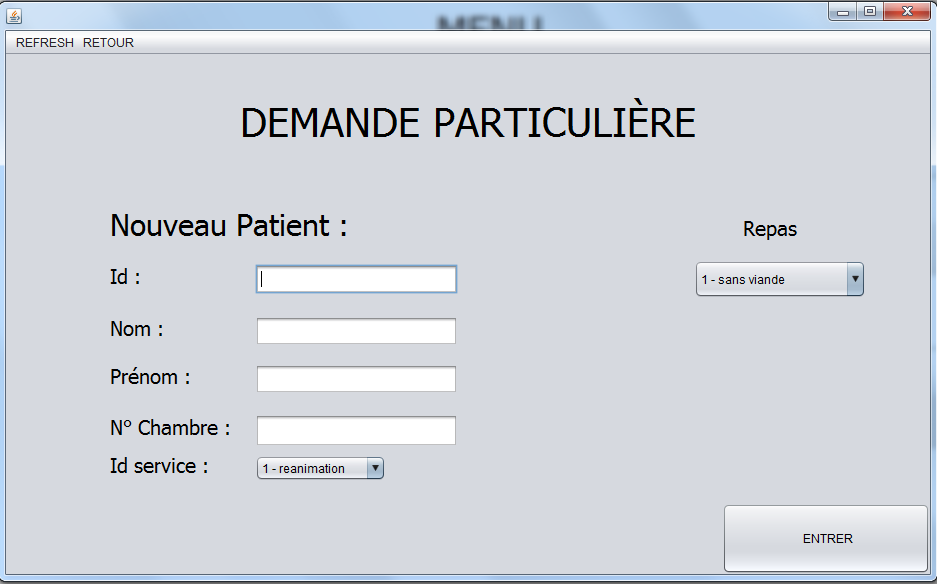 MENU
REFRESH RETOUR
DEMANDE PARTICULIÈRE
Nouveau Patient :
Repas
Id :
1 - sans viande
Nom :
Prénom :
N° Chambre :
Id service :
1 - reanimation
ENTRER